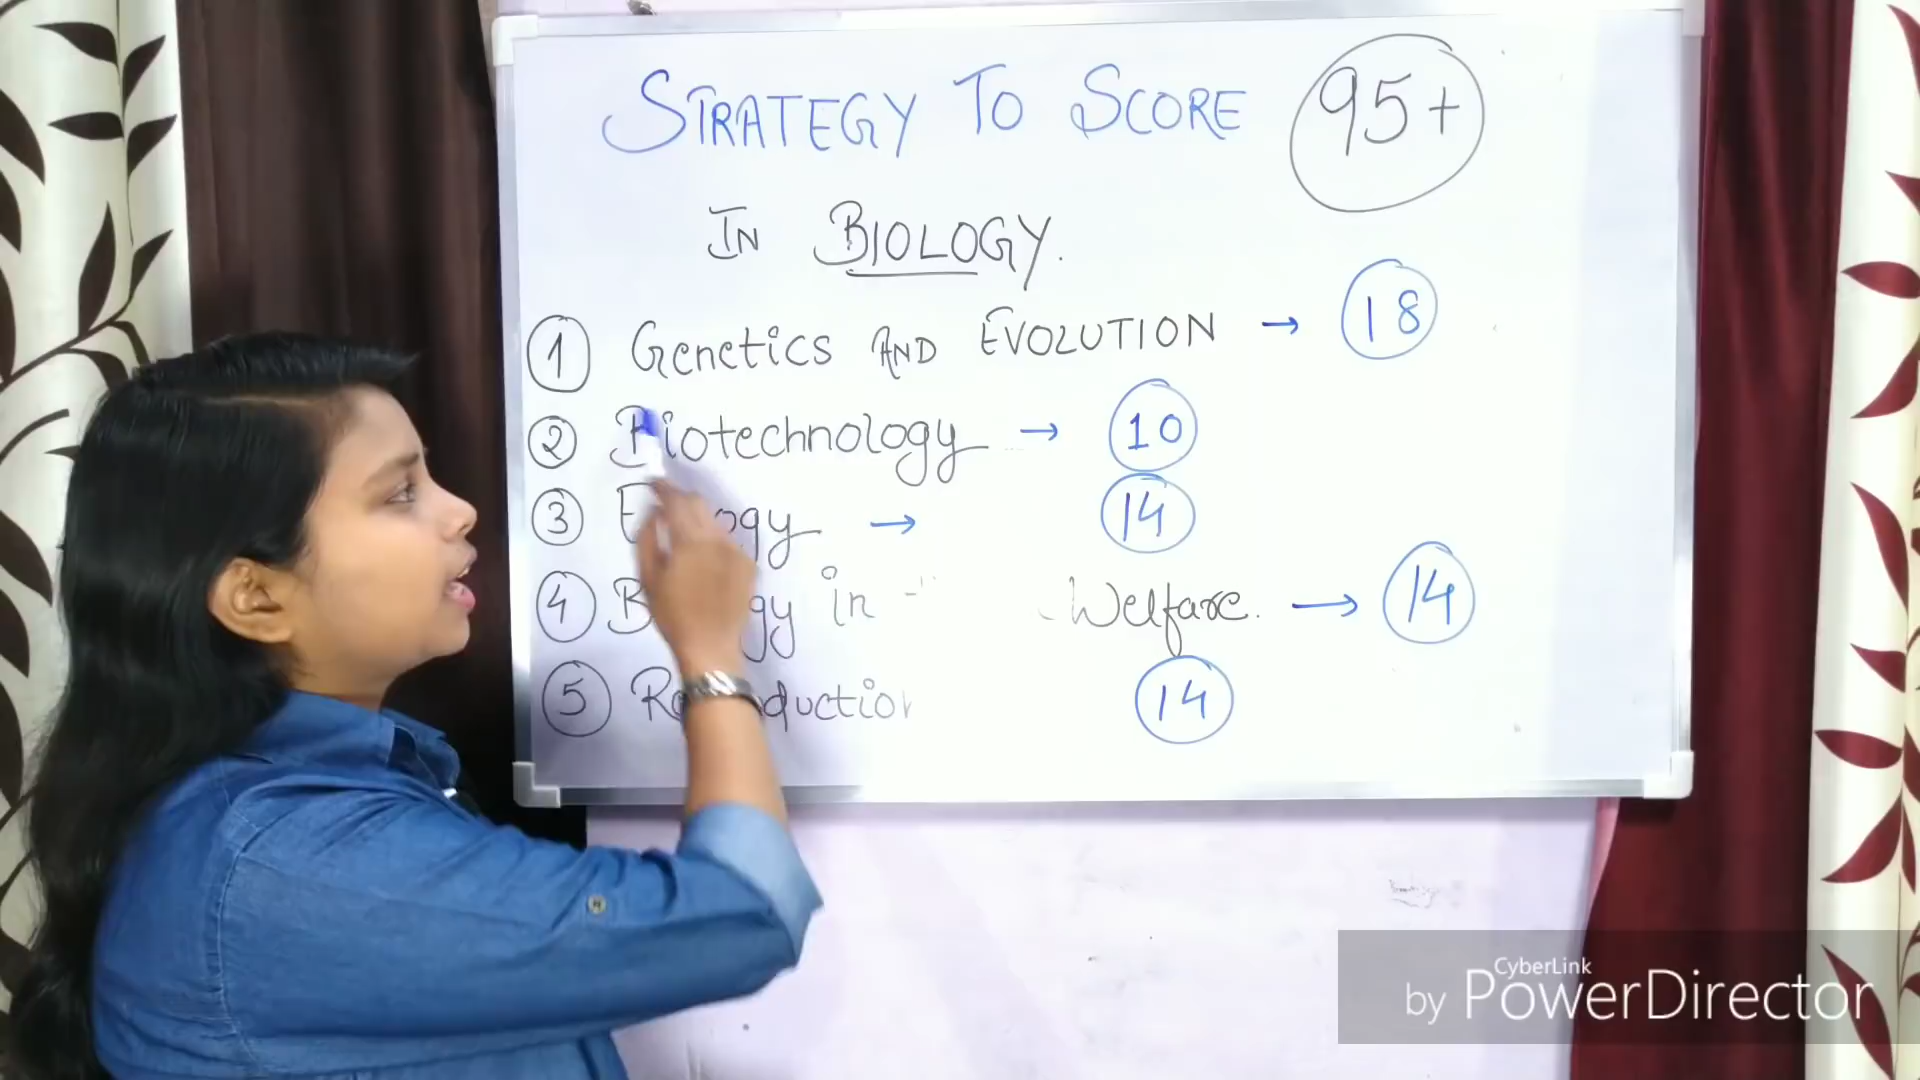 STRATEGY TO SCORE 95+
IN BIOLOGY.
1 Genetics AND EVOLUTION → 18
2 Biotechnology → 10
3 → 14
4 in Welfare. → 14
5 14
CyberLink
by PowerDirector